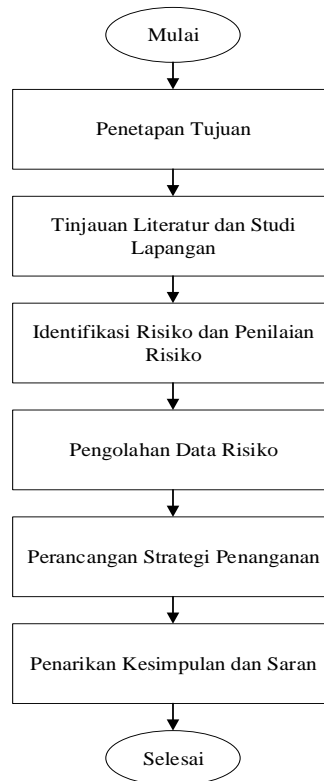 Mulai
Penetapan Tujuan
Tinjauan Literatur dan Studi
Lapangan
Identifikasi Risiko dan Penilaian
Risiko
Pengolahan Data Risiko
Perancangan Strategi Penanganan
Penarikan Kesimpulan dan Saran
Selesai